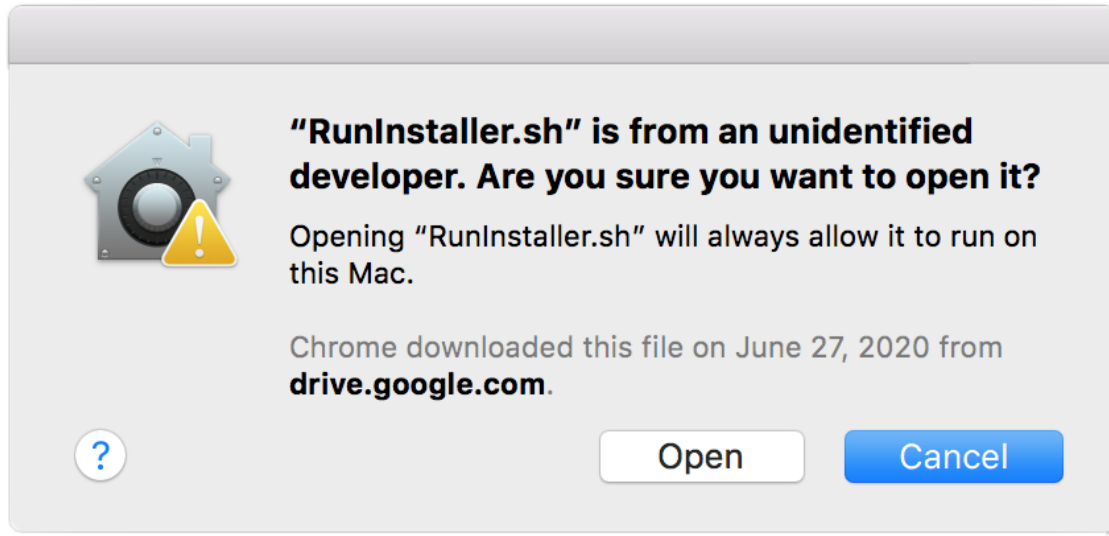 “RunInstaller.sh” is from an unidentified
developer. Are you sure you want to open it?
Opening “RunInstaller.sh” will always allow it to run on
this Mac.
Chrome downloaded this file on June 27, 2020 from
drive.google.com.
?
Open
Cancel